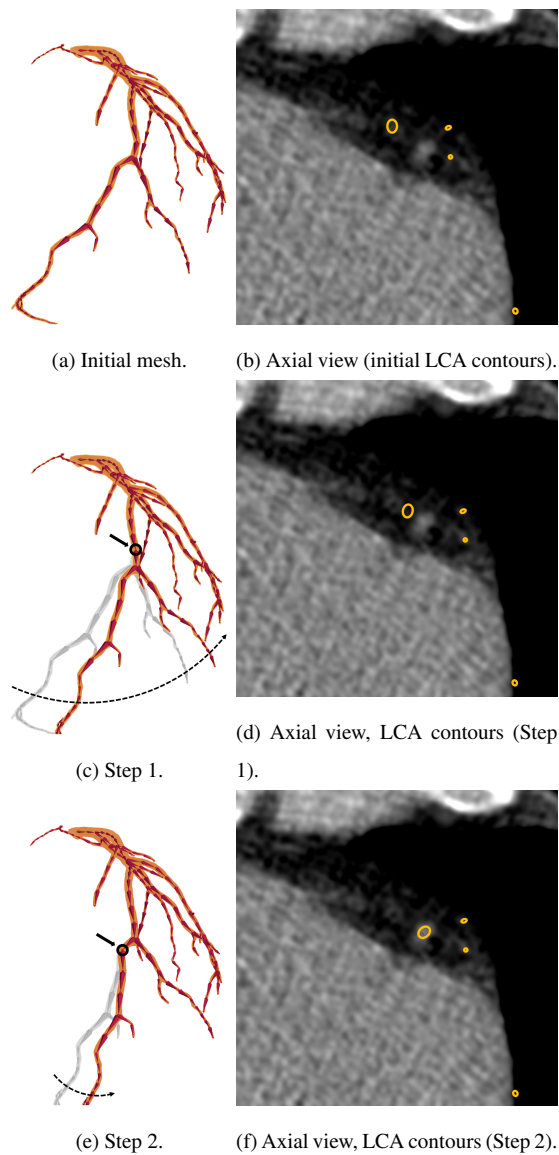 (a) Initial mesh.
(b) Axial view (initial LCA contours).
(c) Step 1.
(d) Axial view, LCA contours (Step
1).
(e) Step 2.
(f) Axial view, LCA contours (Step 2).